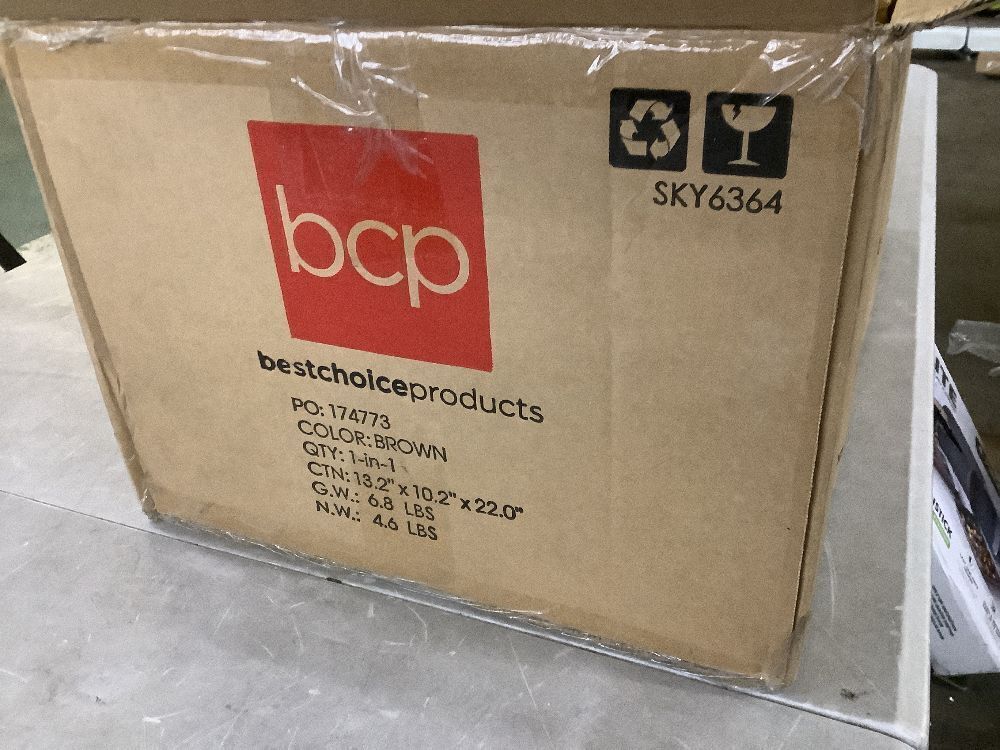 SKY6364
bcp
bestchoiceproducts
PO: 174773
COLOR: BROWN
QTY: 1-in-1
CTN: 13.2" x 10.2" x 22.0"
G.W.: 6.8 LBS
N.W.: 4.6 LBS